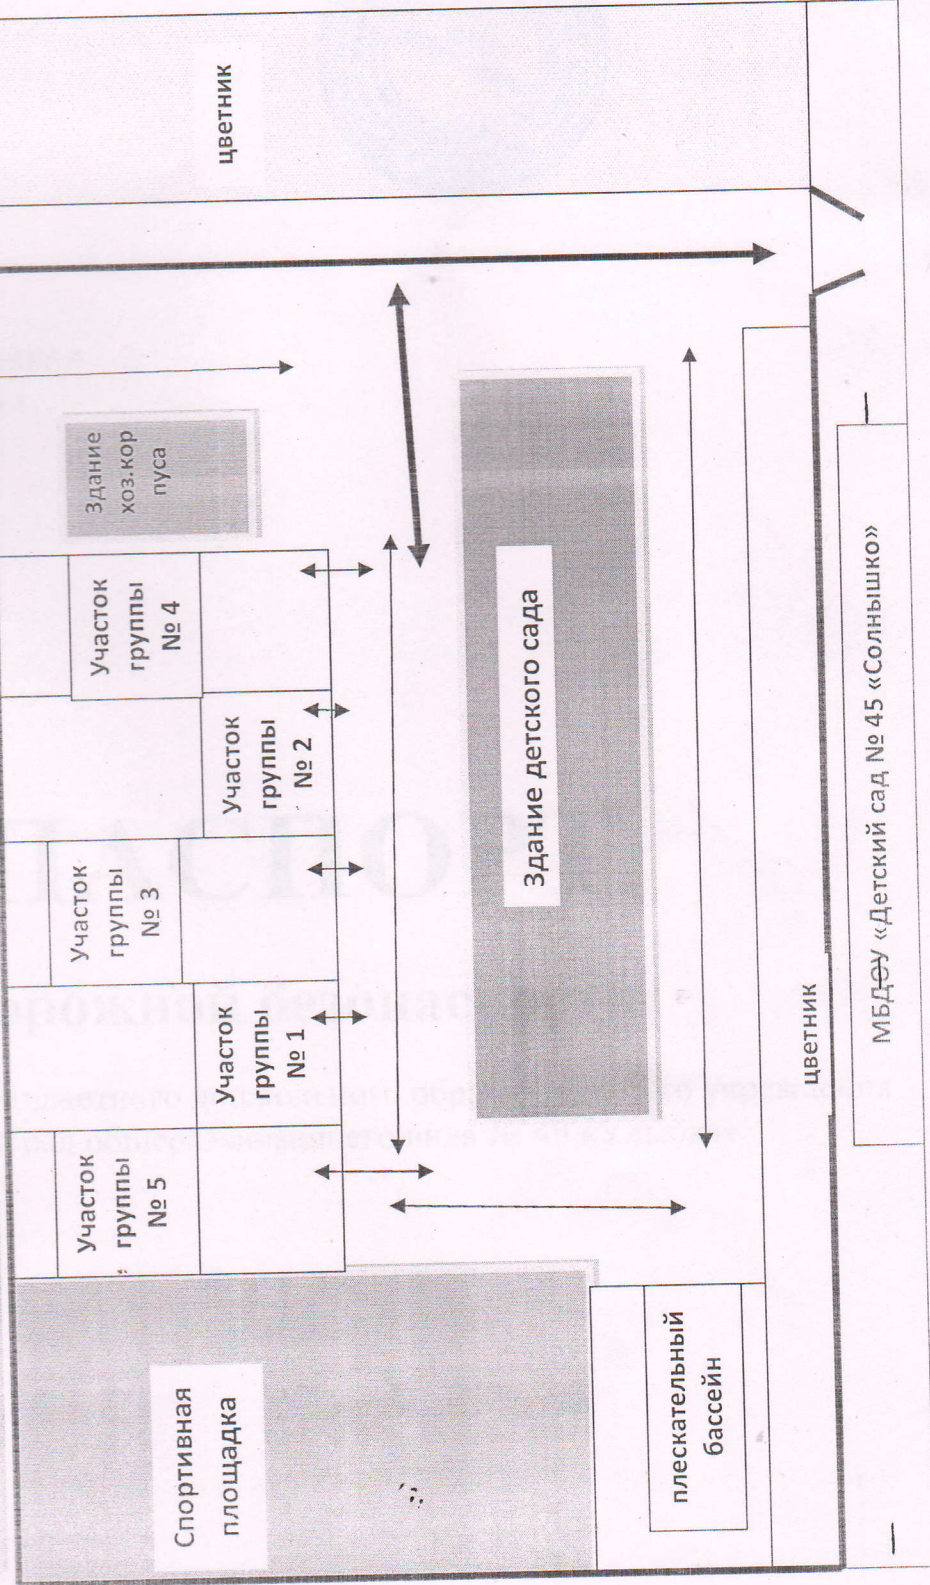 Спортивная
площадка
Участок
группы
№ 5
Участок
группы
№ 1
Участок
группы
№ 3
Участок
группы
№ 2
Участок
группы
№ 4
Здание
хоз.кор
пуса
цветник
Здание детского сада
плескательный
бассейн
цветник
МБДОУ «Детский сад № 45 «Солнышко»